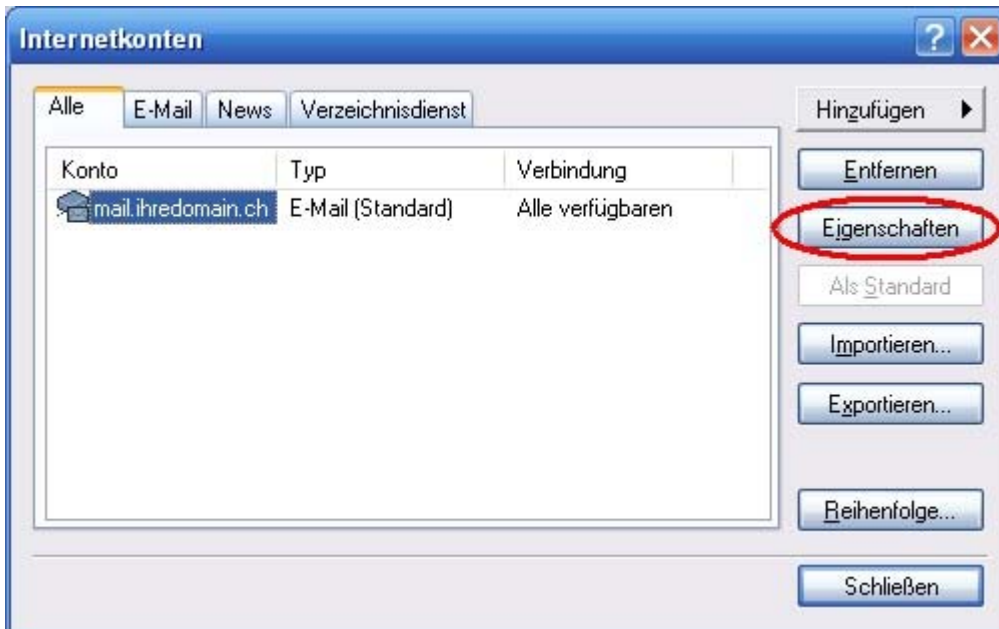 Internetkonten
Alle E-Mail News Verzeichnisdienst
Konto Typ Verbindung
mail.ihredomain.ch E-Mail (Standard) Alle verfügbaren
Hinzufügen
Entfernen
Eigenschaften
Als Standard
Importieren...
Exportieren...
Reihenfolge...
Schließen